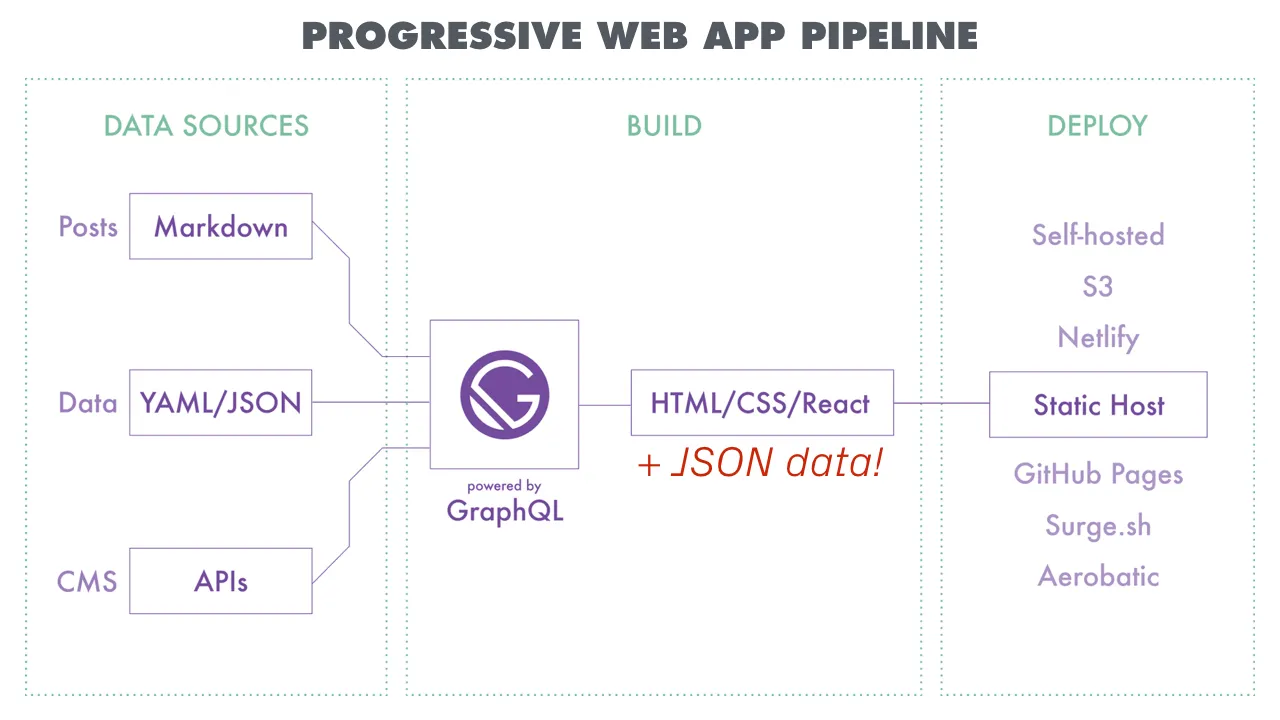 PROGRESSIVE WEB APP PIPELINE
DATA SOURCES
Posts
Markdown
Data
YAML/JSON
CMS
APIs
BUILD
powered by
GraphQL
HTML/CSS/React
+ JSON data!
DEPLOY
Self-hosted
S3
Netlify
Static Host
GitHub Pages
Surge.sh
Aerobatic